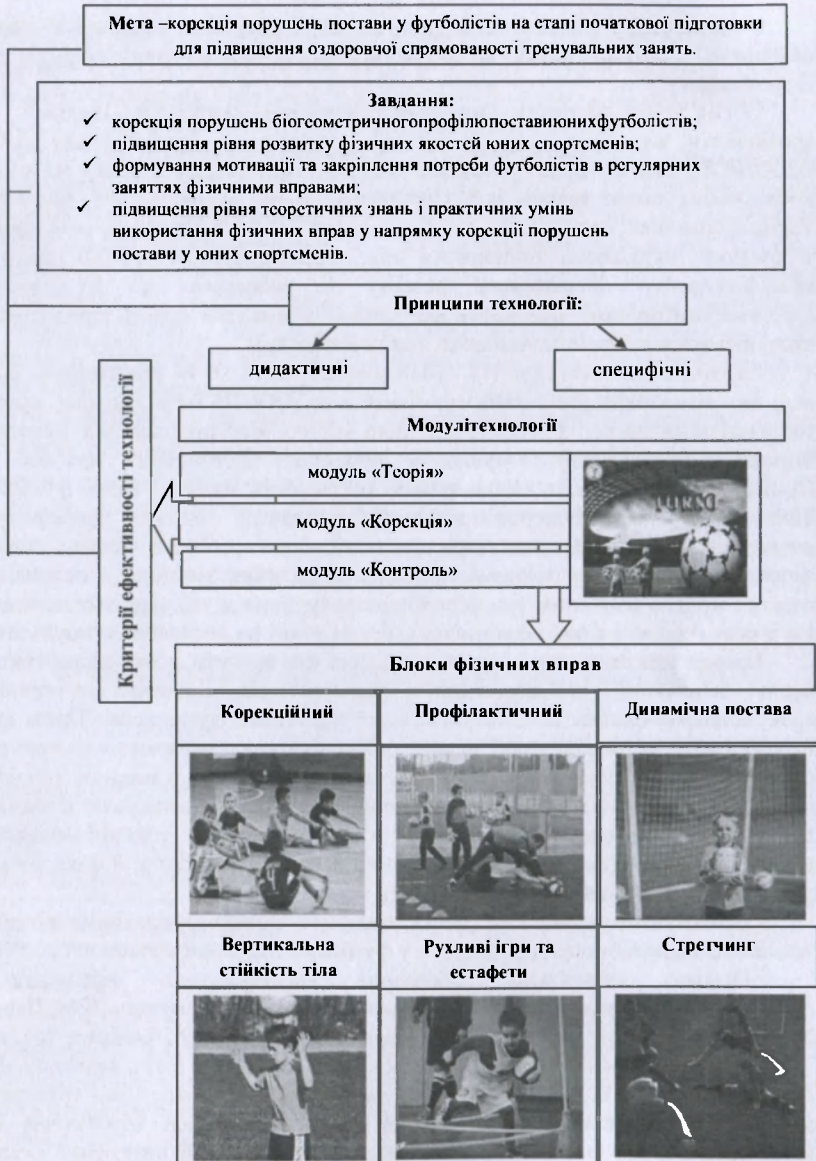 Мета –корекція порушень постави у футболістів на етапі початкової підготовки
для підвищення оздоровчої спрямованості тренувальних занять.
Завдання:
✓ корекція порушень біогеометричногопрофілюпоставиюнихфутболістів;
✓ підвищення рівня розвитку фізичних якостей юних спортсменів;
✓ формування мотивації та закріплення потреби футболістів в регулярних
заняттях фізичними вправами;
✓ підвищення рівня теоретичних знань і практичних умінь
використання фізичних вправ у напрямку корекції порушень
постави у юних спортсменів.
Принципи технології:
дидактичні
специфічні
Критерії ефективності технології
Модулітехнології
модуль «Теорія»
модуль «Корекція»
модуль «Контроль»
Блоки фізичних вправ
Корекційний
Профілактичний
Динамічна постава
Вертикальна
стійкість тіла
Рухливі ігри та
естафети
Стретчинг